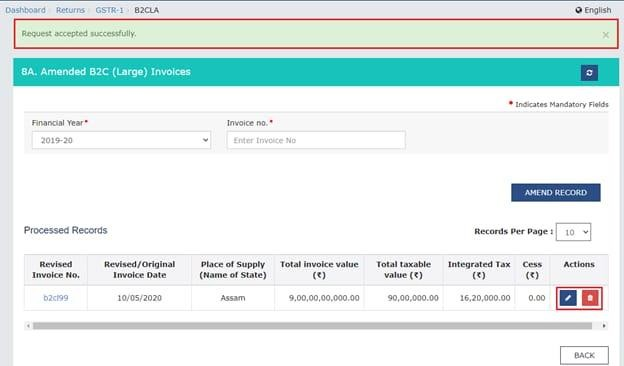 Dashboard › Returns › GSTR-1 › B2CLA English
Request accepted successfully. ×
8A. Amended B2C (Large) Invoices
* Indicates Mandatory Fields
Financial Year* Invoice no.*
2019-20 Enter Invoice No
AMEND RECORD
Processed Records Records Per Page : 10
Revised Invoice No. Revised/Original Invoice Date Place of Supply (Name of State) Total invoice value (₹) Total taxable value (₹) Integrated Tax (₹) Cess (₹) Actions
b2cl99 10/05/2020 Assam 9,00,00,00,000.00 90,00,000.00 16,20,000.00 0.00
BACK